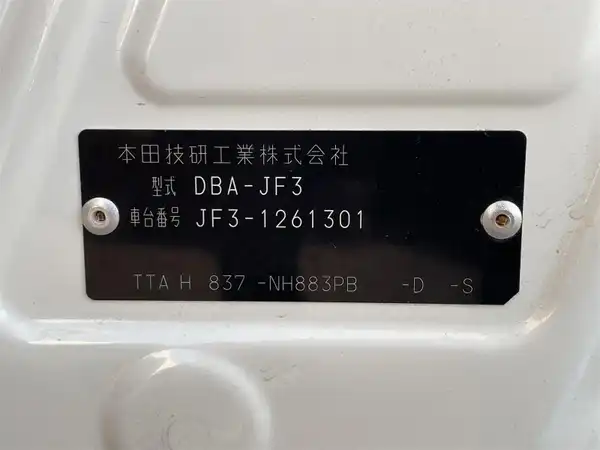 本田技研工業株式会社
型式 DBA-JF3
車台番号 JF3-1261301
TTA H 837 -NH883PB -D -S